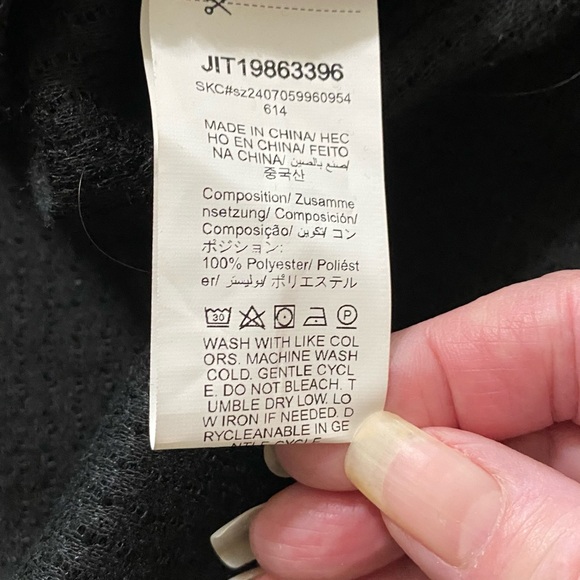 JIT19863396
SKC#sz2407059960954
614
MADE IN CHINA/ HEC
HO EN CHINA/ FEITO
NA CHINA/ صنع بالصين/
중국산
Composition/ Zusamme
nsetzung/ Composición/
Composição/ تكوين/ コン
ポジション:
100% Polyester/ Poliést
er/ بوليستر/ ポリエステル
30 P
WASH WITH LIKE COL
ORS. MACHINE WASH
COLD. GENTLE CYCL
E. DO NOT BLEACH. T
UMBLE DRY LOW. LO
W IRON IF NEEDED. D
RYCLEANABLE IN GE
NTLE CYCLE